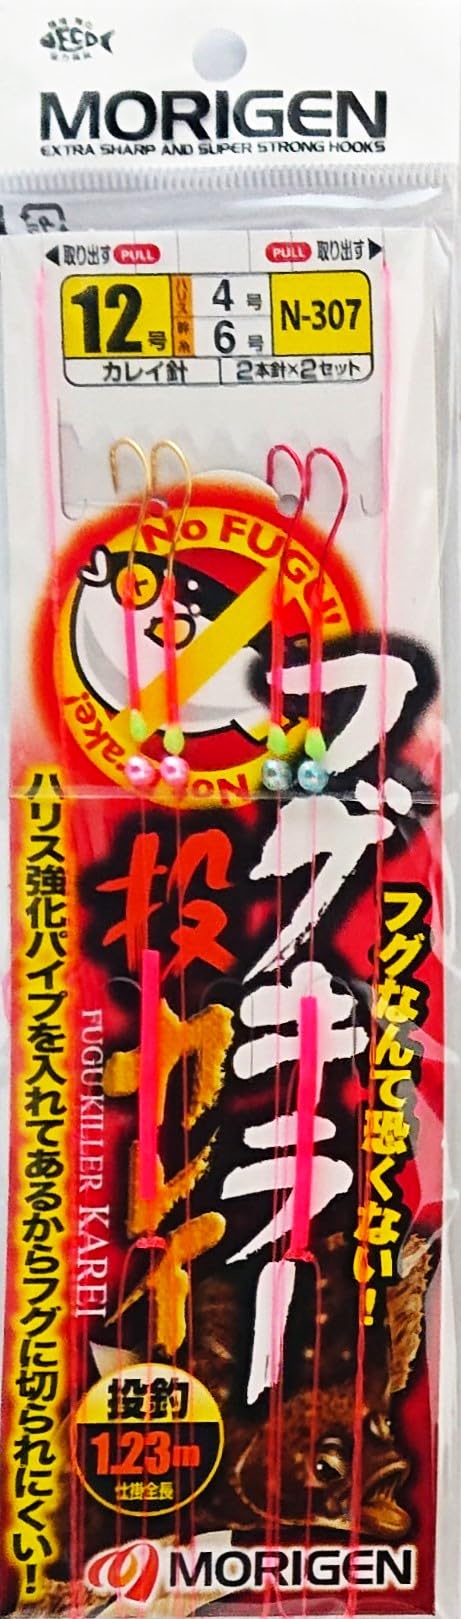 ECO
MORIGEN
EXTRA SHARP AND SUPER STRONG HOOKS
◀取り出す PULL
PULL 取り出す▶
12号
ハリス 4号
幹糸 6号
N-307
カレイ針
2本針×2セット
No FUGU!
フグキラー
投カレイ
FUGU KILLER KAREI
フグなんて恐くない!
ハリス強化パイプを入れてあるからフグに切られにくい!
投釣
1.23m
仕掛全長
MORIGEN